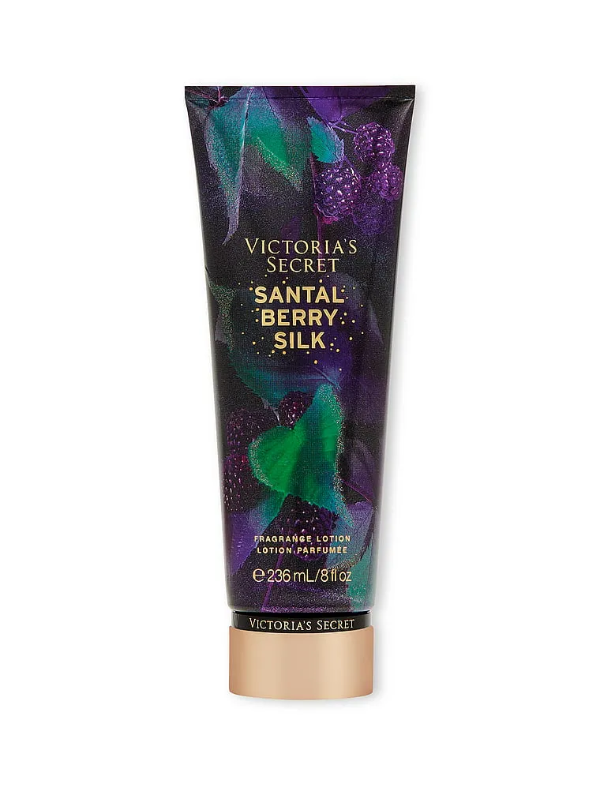 VICTORIA'S
SECRET
SANTAL
BERRY
SILK
FRAGRANCE LOTION
LOTION PARFUMÉE
℮ 236 mL/8 fl oz
VICTORIA'S SECRET